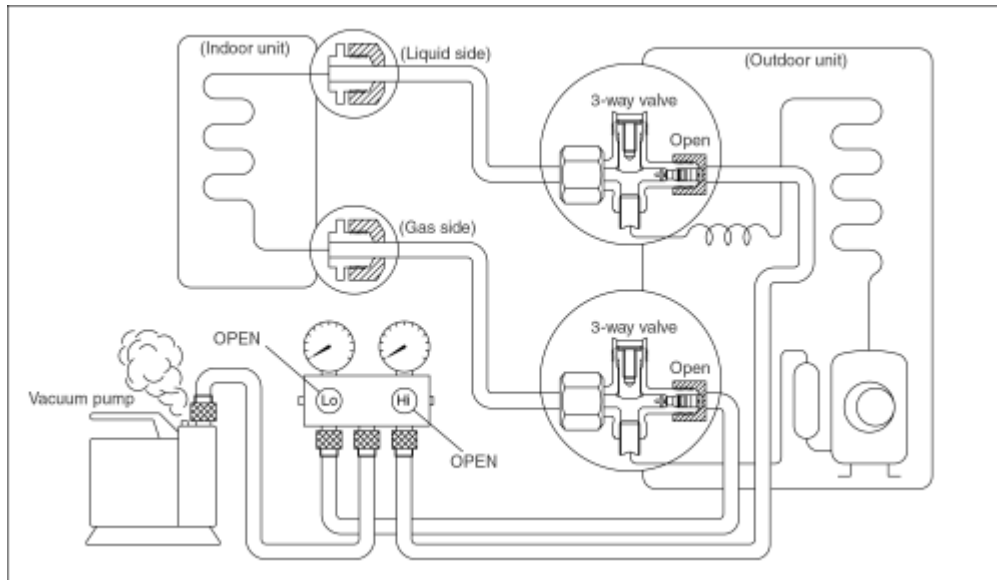 (Indoor unit)
(Liquid side)
(Outdoor unit)
3-way valve
Open
(Gas side)
3-way valve
Open
OPEN
Vacuum pump
Lo
Hi
OPEN